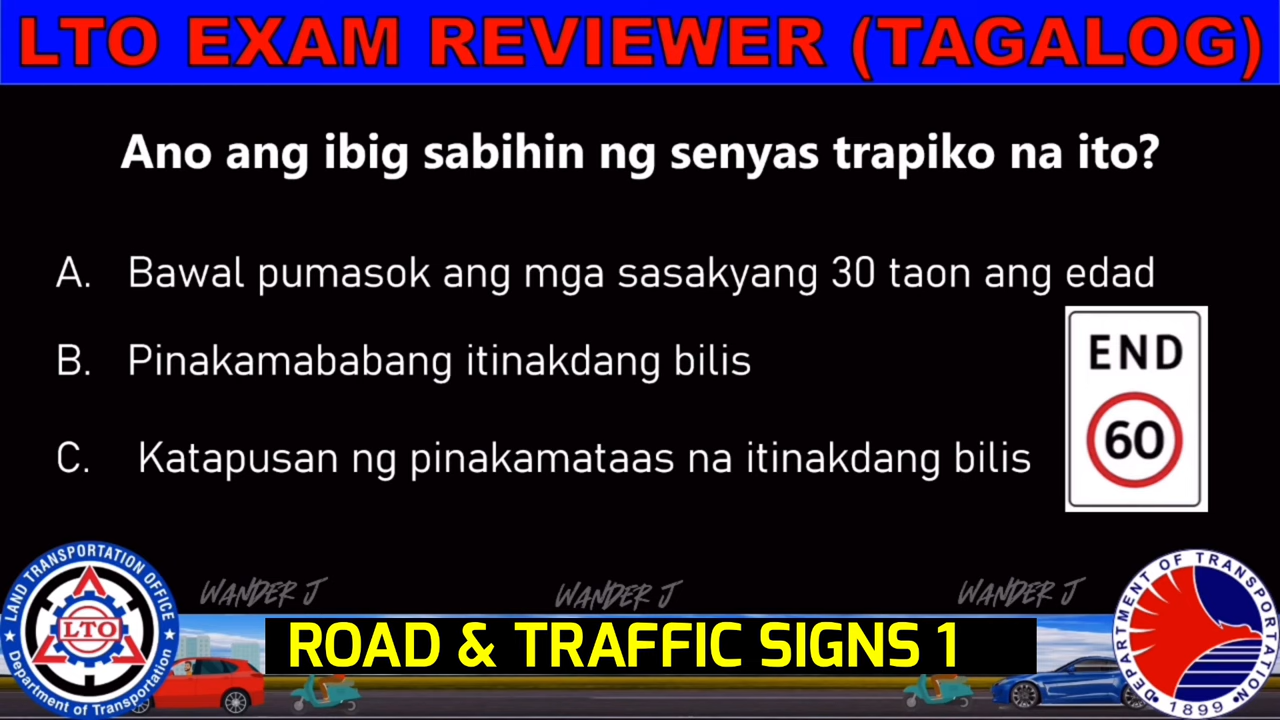 LTO EXAM REVIEWER (TAGALOG)
Ano ang ibig sabihin ng senyas trapiko na ito?
A. Bawal pumasok ang mga sasakyang 30 taon ang edad
B. Pinakamababang itinakdang bilis
C. Katapusan ng pinakamataas na itinakdang bilis
END
60
WANDER J
WANDER J
WANDER J
LAND TRANSPORTATION OFFICE
LTO
Department of Transportation
ROAD & TRAFFIC SIGNS 1
DEPARTMENT OF TRANSPORTATION
1899